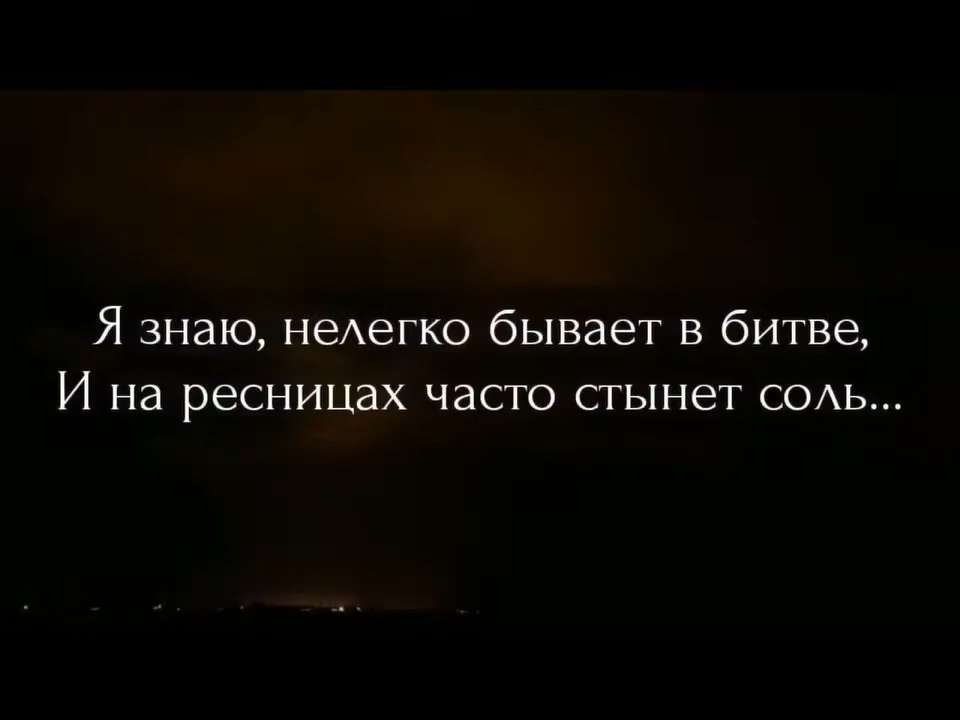 Я знаю, нелегко бывает в битве,
И на ресницах часто стынет соль...